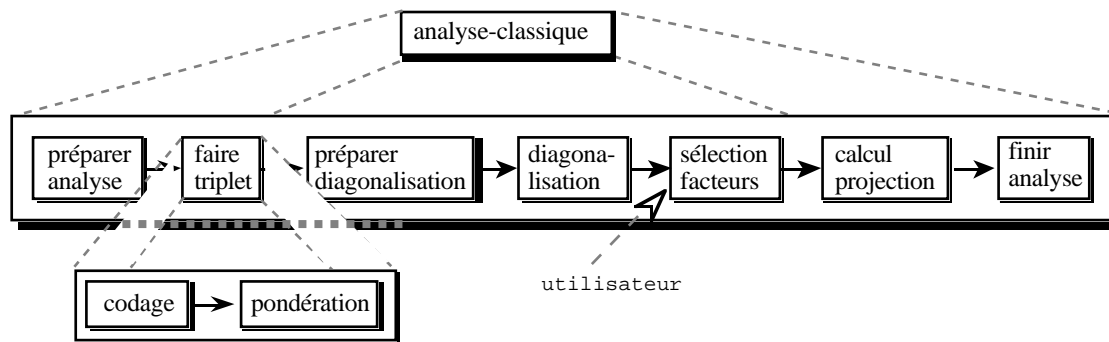 analyse-classique
préparer
analyse
faire
triplet
préparer
diagonalisation
diagona-
lisation
sélection
facteurs
calcul
projection
finir
analyse
utilisateur
codage
pondération